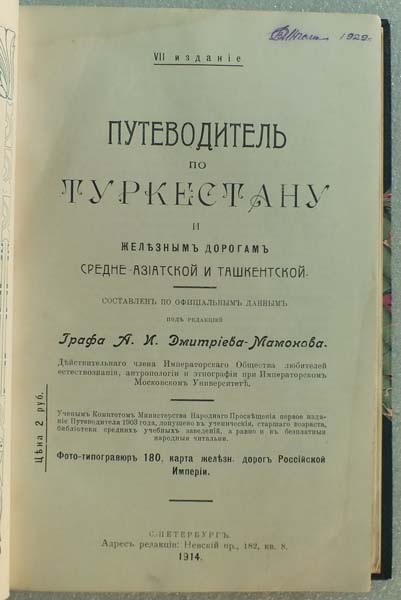 1929
VII изданіе
ПУТЕВОДИТЕЛЬ
ПО
ТУРКЕСТАНУ
И
ЖЕЛѢЗНЫМЪ ДОРОГАМЪ
СРЕДНЕ-АЗІАТСКОЙ И ТАШКЕНТСКОЙ.
СОСТАВЛЕНЪ ПО ОФИЦІАЛЬНЫМЪ ДАННЫМЪ
ПОДЪ РЕДАКЦІЕЙ
Графа А. И. Дмитріева-Мамонова.
Дѣйствительнаго члена Императорскаго Общества любителей
естествознанія, антропологіи и этнографіи при Императорскомъ
Московскомъ Университетѣ.
Ученымъ Комитетомъ Министерства Народнаго Просвѣщенія первое изда-
ніе Путеводителя 1903 года, допущено въ ученическія, старшаго возраста,
библіотеки среднихъ учебныхъ заведеній, а равно и въ безплатныя
народныя читальни.
Фото-типогравюръ 180, карта желѣзн. дорогъ Россійской
Имперіи.
Цѣна 2 руб.
С.-ПЕТЕРБУРГЪ.
Адресъ редакціи: Невскій пр., 182, кв. 8.
1914.